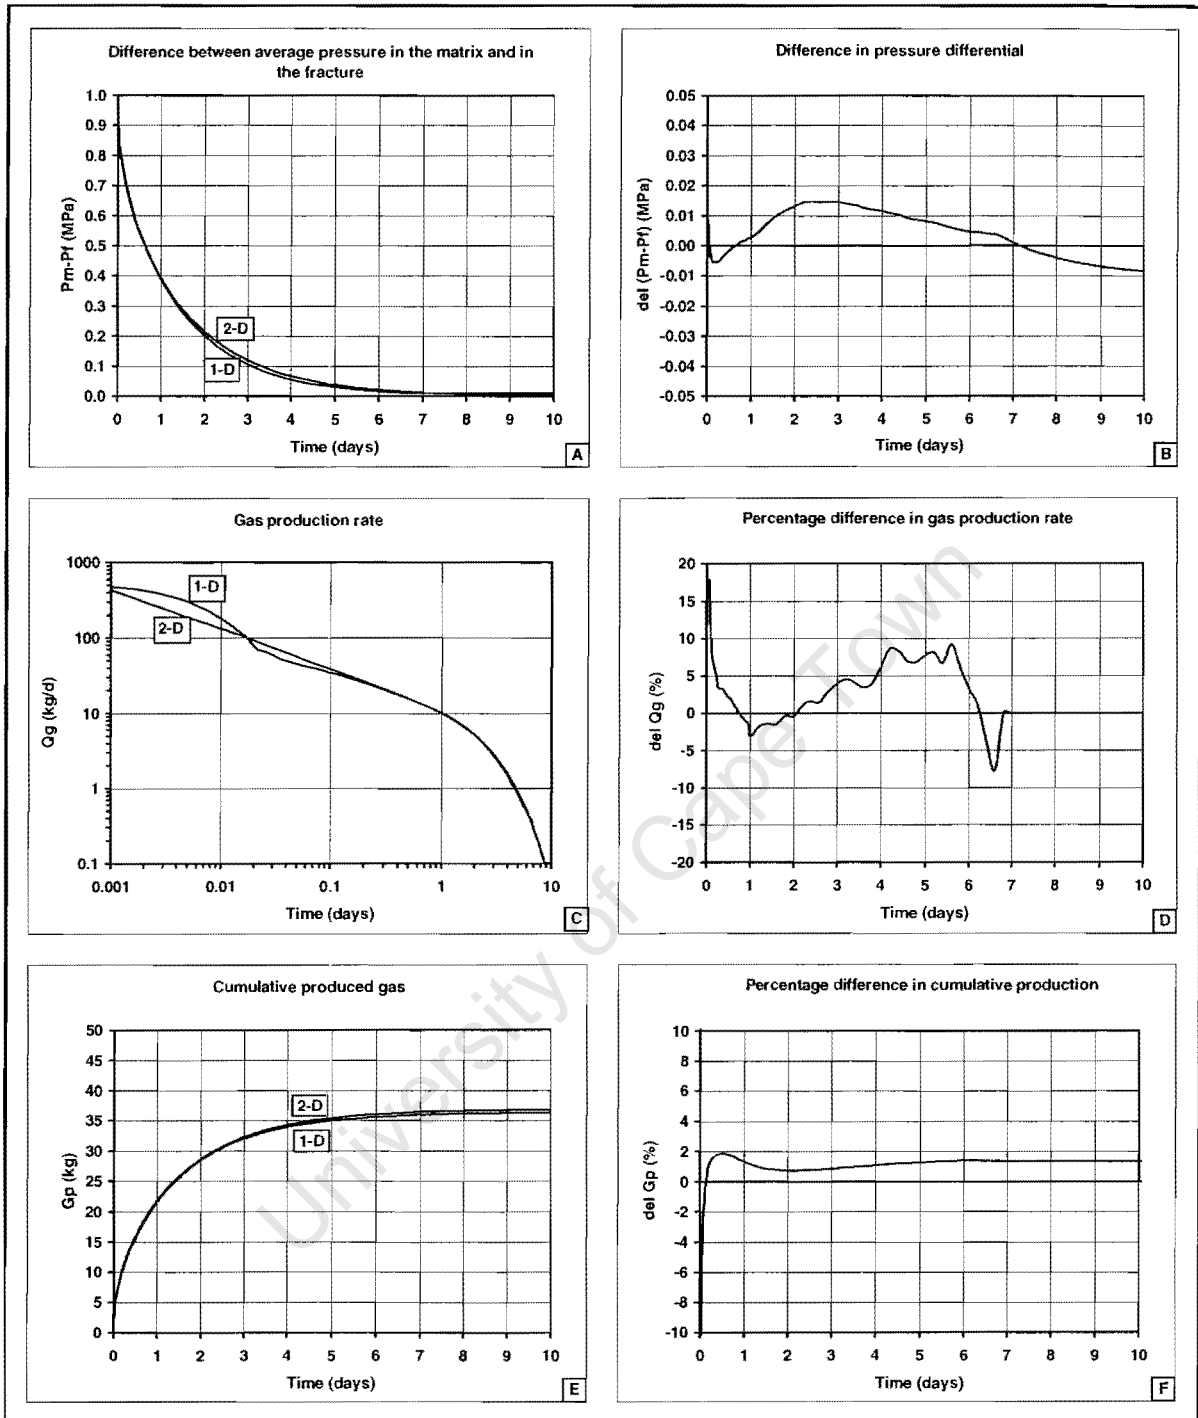 Difference between average pressure in the matrix and in
the fracture
Pm-Pf (MPa)
1.0
0.9
0.8
0.7
0.6
0.5
0.4
0.3
0.2
0.1
0.0
2-D
1-D
0 1 2 3 4 5 6 7 8 9 10
Time (days)
A
Difference in pressure differential
del (Pm-Pf) (MPa)
0.05
0.04
0.03
0.02
0.01
0.00
-0.01
-0.02
-0.03
-0.04
-0.05
0 1 2 3 4 5 6 7 8 9 10
Time (days)
B
Gas production rate
Qg (kg/d)
1000
100
10
1
0.1
1-D
2-D
0.001 0.01 0.1 1 10
Time (days)
C
Percentage difference in gas production rate
del Qg (%)
20
15
10
5
0
-5
-10
-15
-20
0 1 2 3 4 5 6 7 8 9 10
Time (days)
D
Cumulative produced gas
Gp (kg)
50
45
40
35
30
25
20
15
10
5
0
2-D
1-D
0 1 2 3 4 5 6 7 8 9 10
Time (days)
E
Percentage difference in cumulative production
del Gp (%)
10
8
6
4
2
0
-2
-4
-6
-8
-10
0 1 2 3 4 5 6 7 8 9 10
Time (days)
F
University of Cape Town